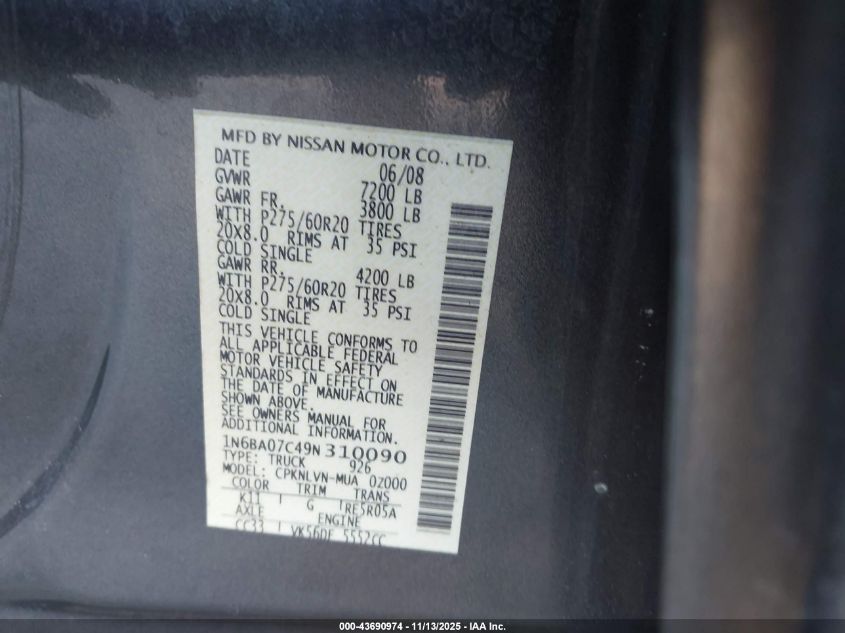 MFD BY NISSAN MOTOR CO., LTD.
DATE 06/08
GVWR 7200 LB
GAWR FR. 3800 LB
WITH P275/60R20 TIRES
20X8.0 RIMS AT 35 PSI
COLD SINGLE
GAWR RR. 4200 LB
WITH P275/60R20 TIRES
20X8.0 RIMS AT 35 PSI
COLD SINGLE
THIS VEHICLE CONFORMS TO
ALL APPLICABLE FEDERAL
MOTOR VEHICLE SAFETY
STANDARDS IN EFFECT ON
THE DATE OF MANUFACTURE
SHOWN ABOVE.
SEE OWNERS MANUAL FOR
ADDITIONAL INFORMATION.
1N6BA07C49N310090
TYPE: TRUCK 926
MODEL: CPKNLVN-MUA 02000
COLOR TRIM TRANS
K11 G RE5R05A
AXLE ENGINE
CC33 VK56DE 5552CC
000-43690974 - 11/13/2025 - IAA Inc.